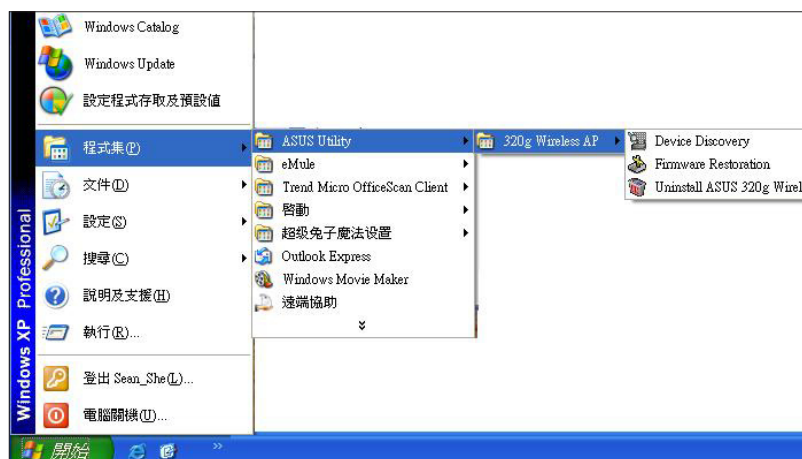 Windows Catalog
Windows Update
設定程式存取及預設值
程式集(P)
文件(D)
設定(S)
搜尋(C)
說明及支援(H)
執行(R)...
登出 Sean_She(L)...
電腦關機(U)...
Windows XP Professional
開始
»
ASUS Utility
eMule
Trend Micro OfficeScan Client
啓動
超级兔子魔法设置
Outlook Express
Windows Movie Maker
遠端協助
320g Wireless AP
Device Discovery
Firmware Restoration
Uninstall ASUS 320g Wirel